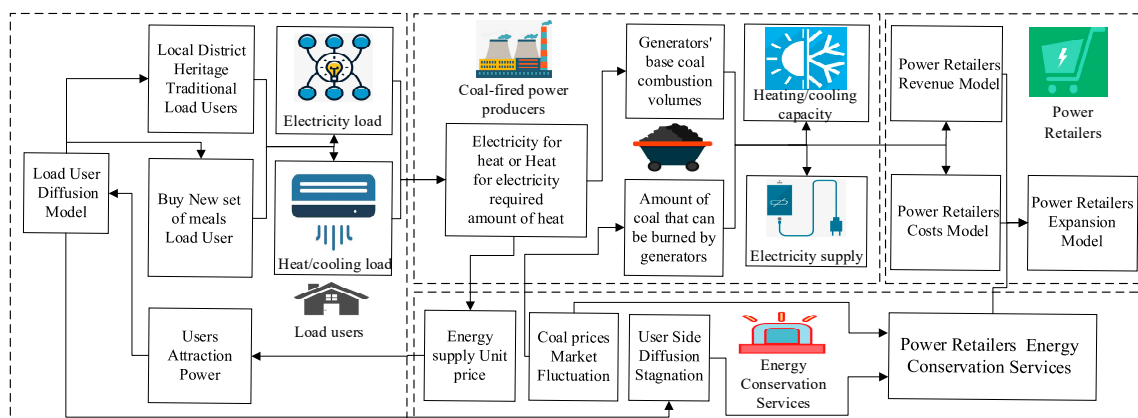 Local District
Heritage
Traditional
Load Users
Electricity load
Load User
Diffusion
Model
Buy New set
of meals
Load User
Heat/cooling load
Load users
Users
Attraction
Power
Coal-fired power
producers
Generators'
base coal
combustion
volumes
Heating/cooling
capacity
Electricity for
heat or Heat
for electricity
required
amount of heat
Amount of
coal that can
be burned by
generators
Electricity supply
Power Retailers
Revenue Model
Power
Retailers
Power Retailers
Costs Model
Power Retailers
Expansion
Model
Energy
supply Unit
price
Coal prices
Market
Fluctuation
User Side
Diffusion
Stagnation
Energy
Conservation
Services
Power Retailers Energy
Conservation Services